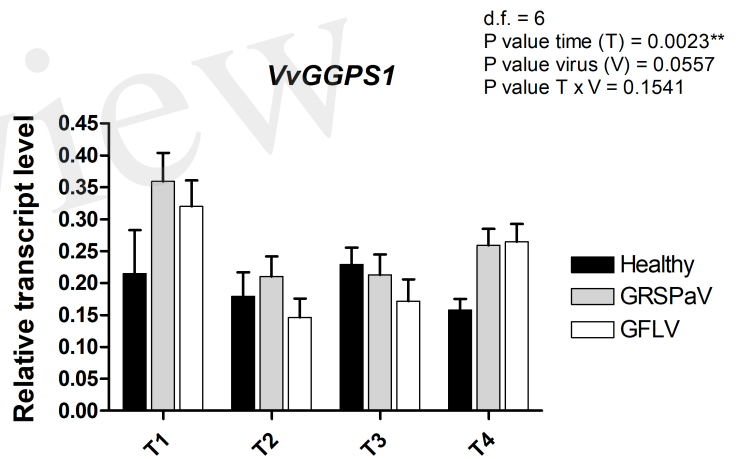 d.f. = 6
P value time (T) = 0.0023**
P value virus (V) = 0.0557
P value T x V = 0.1541
VvGGPS1
view
Relative transcript level
0.45
0.40
0.35
0.30
0.25
0.20
0.15
0.10
0.05
0.00
T1
T2
T3
T4
Healthy
GRSPaV
GFLV